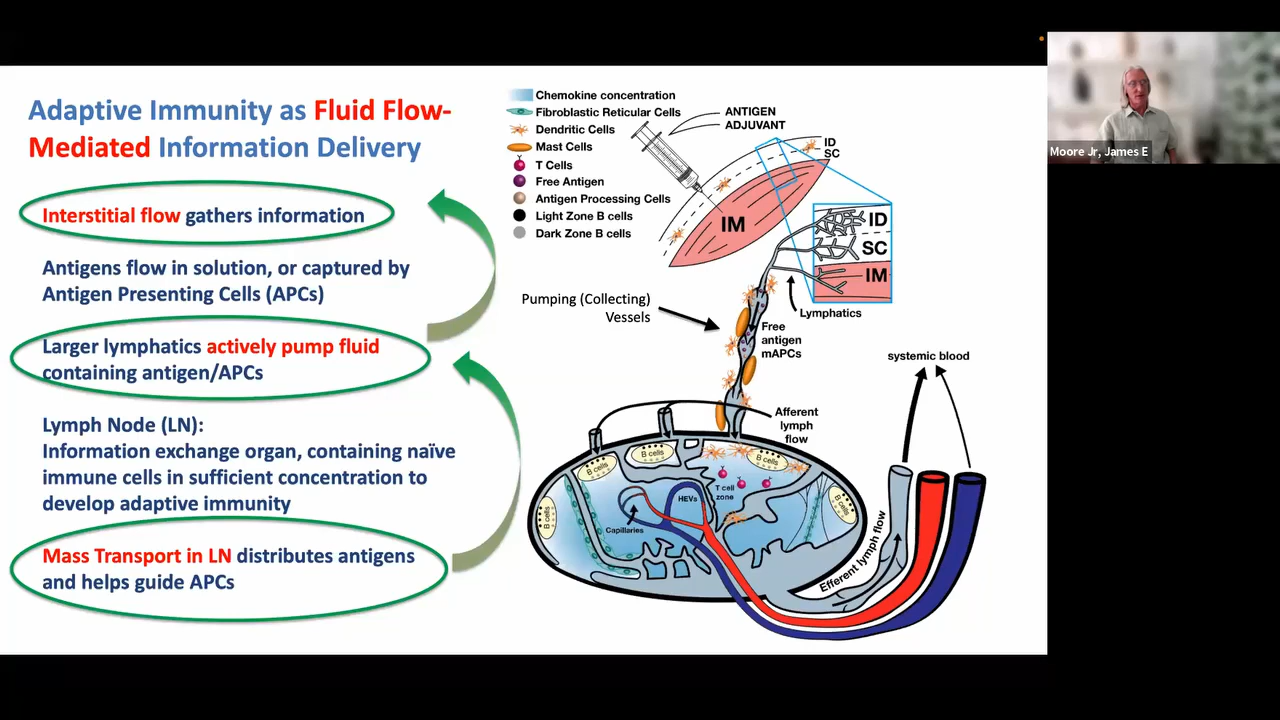 Adaptive Immunity as Fluid Flow-
Mediated Information Delivery
Interstitial flow gathers information
Antigens flow in solution, or captured by
Antigen Presenting Cells (APCs)
Larger lymphatics actively pump fluid
containing antigen/APCs
Lymph Node (LN):
Information exchange organ, containing naïve
immune cells in sufficient concentration to
develop adaptive immunity
Mass Transport in LN distributes antigens
and helps guide APCs
Chemokine concentration
Fibroblastic Reticular Cells
Dendritic Cells
Mast Cells
T Cells
Free Antigen
Antigen Processing Cells
Light Zone B cells
Dark Zone B cells
ANTIGEN
ADJUVANT
ID
SC
IM
ID
SC
IM
Lymphatics
Pumping (Collecting)
Vessels
Free
antigen
mAPCs
systemic blood
Afferent
lymph
flow
B cells
B cells
B cells
B cells
B cells
T cell
zone
HEVs
Capillaries
Efferent lymph flow
Moore Jr, James E